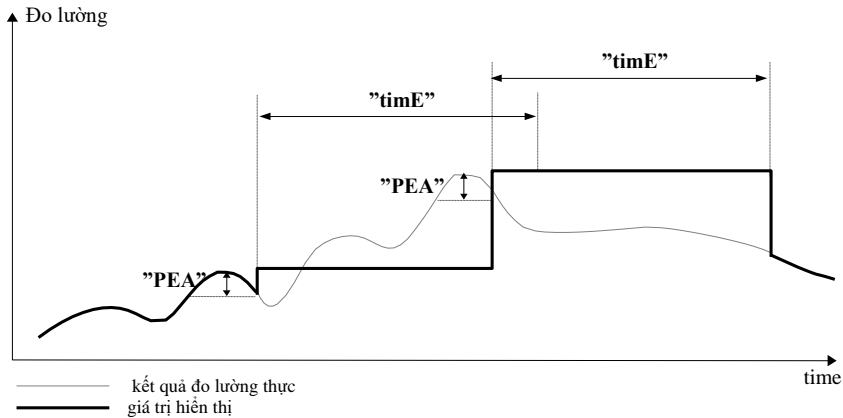 Đo lường
”timE”
”timE”
”PEA”
”PEA”
time
kết quả đo lường thực
giá trị hiển thị